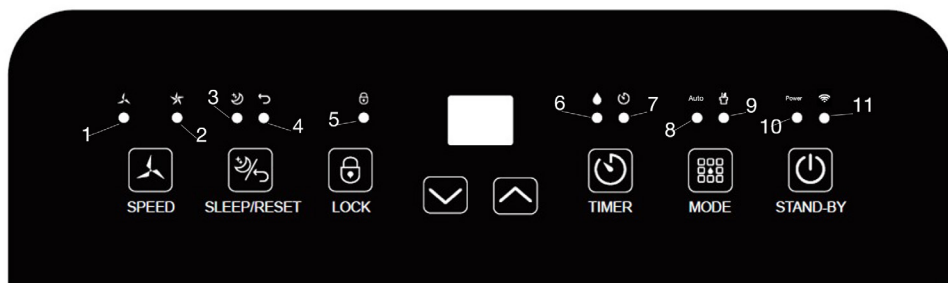 Auto
Power
1
2
3
4
5
6
7
8
9
10
11
SPEED
SLEEP/RESET
LOCK
TIMER
MODE
STAND-BY